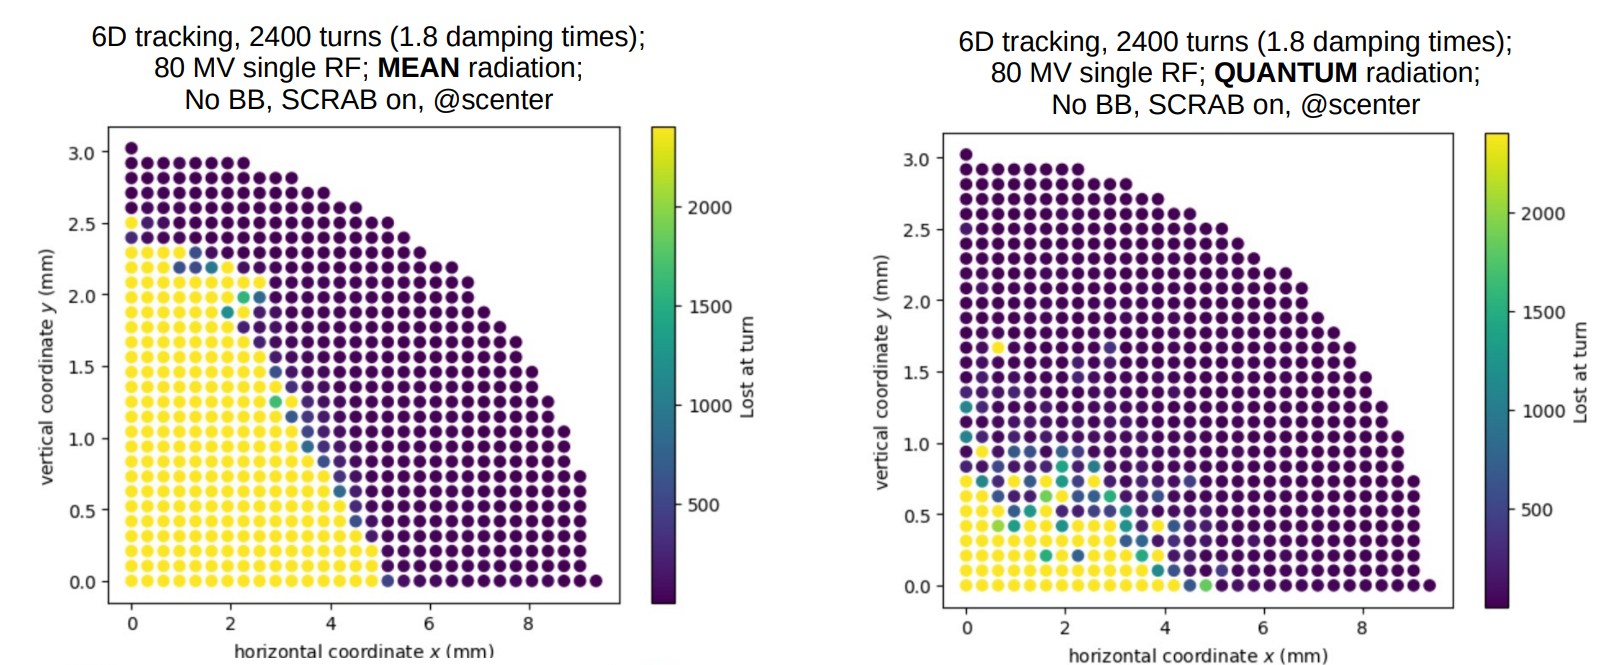 6D tracking, 2400 turns (1.8 damping times);
80 MV single RF; MEAN radiation;
No BB, SCRAB on, @scenter
3.0
2.5
2.0
1.5
1.0
0.5
0.0
vertical coordinate y (mm)
0 2 4 6 8
horizontal coordinate x (mm)
2000
1500
1000
500
Lost at turn
6D tracking, 2400 turns (1.8 damping times);
80 MV single RF; QUANTUM radiation;
No BB, SCRAB on, @scenter
3.0
2.5
2.0
1.5
1.0
0.5
0.0
vertical coordinate y (mm)
0 2 4 6 8
horizontal coordinate x (mm)
2000
1500
1000
500
Lost at turn